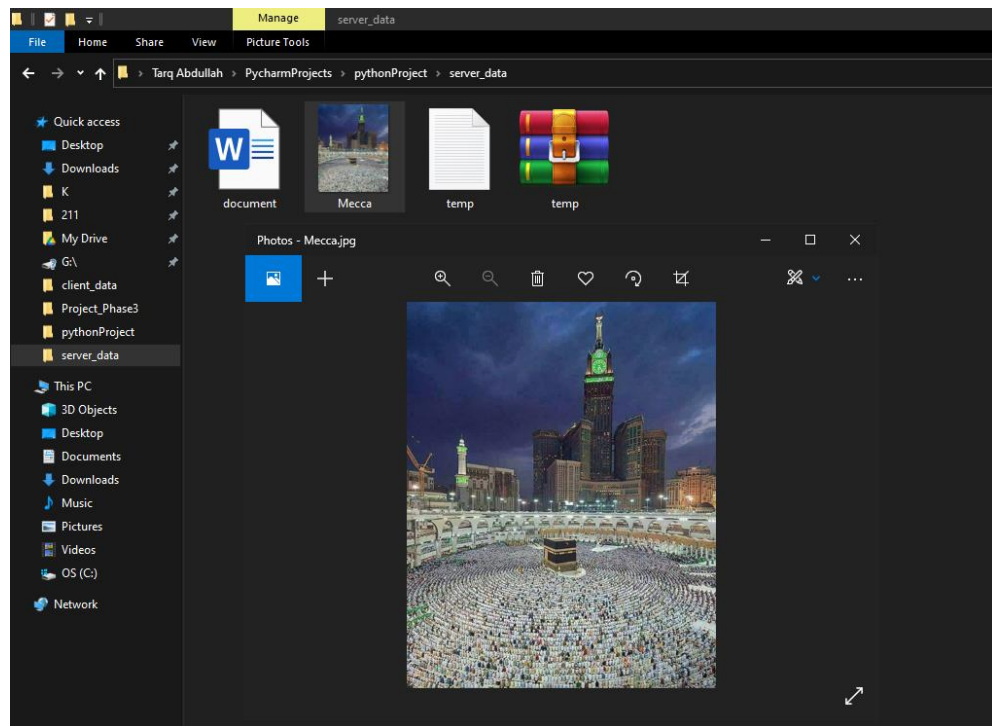 Manage
server_data
File Home Share View Picture Tools
Tarq Abdullah > PycharmProjects > pythonProject > server_data
Quick access
Desktop
Downloads
K
211
My Drive
G:\
client_data
Project_Phase3
pythonProject
server_data
This PC
3D Objects
Desktop
Documents
Downloads
Music
Pictures
Videos
OS (C:)
Network
W
document Mecca temp temp
Photos - Mecca.jpg